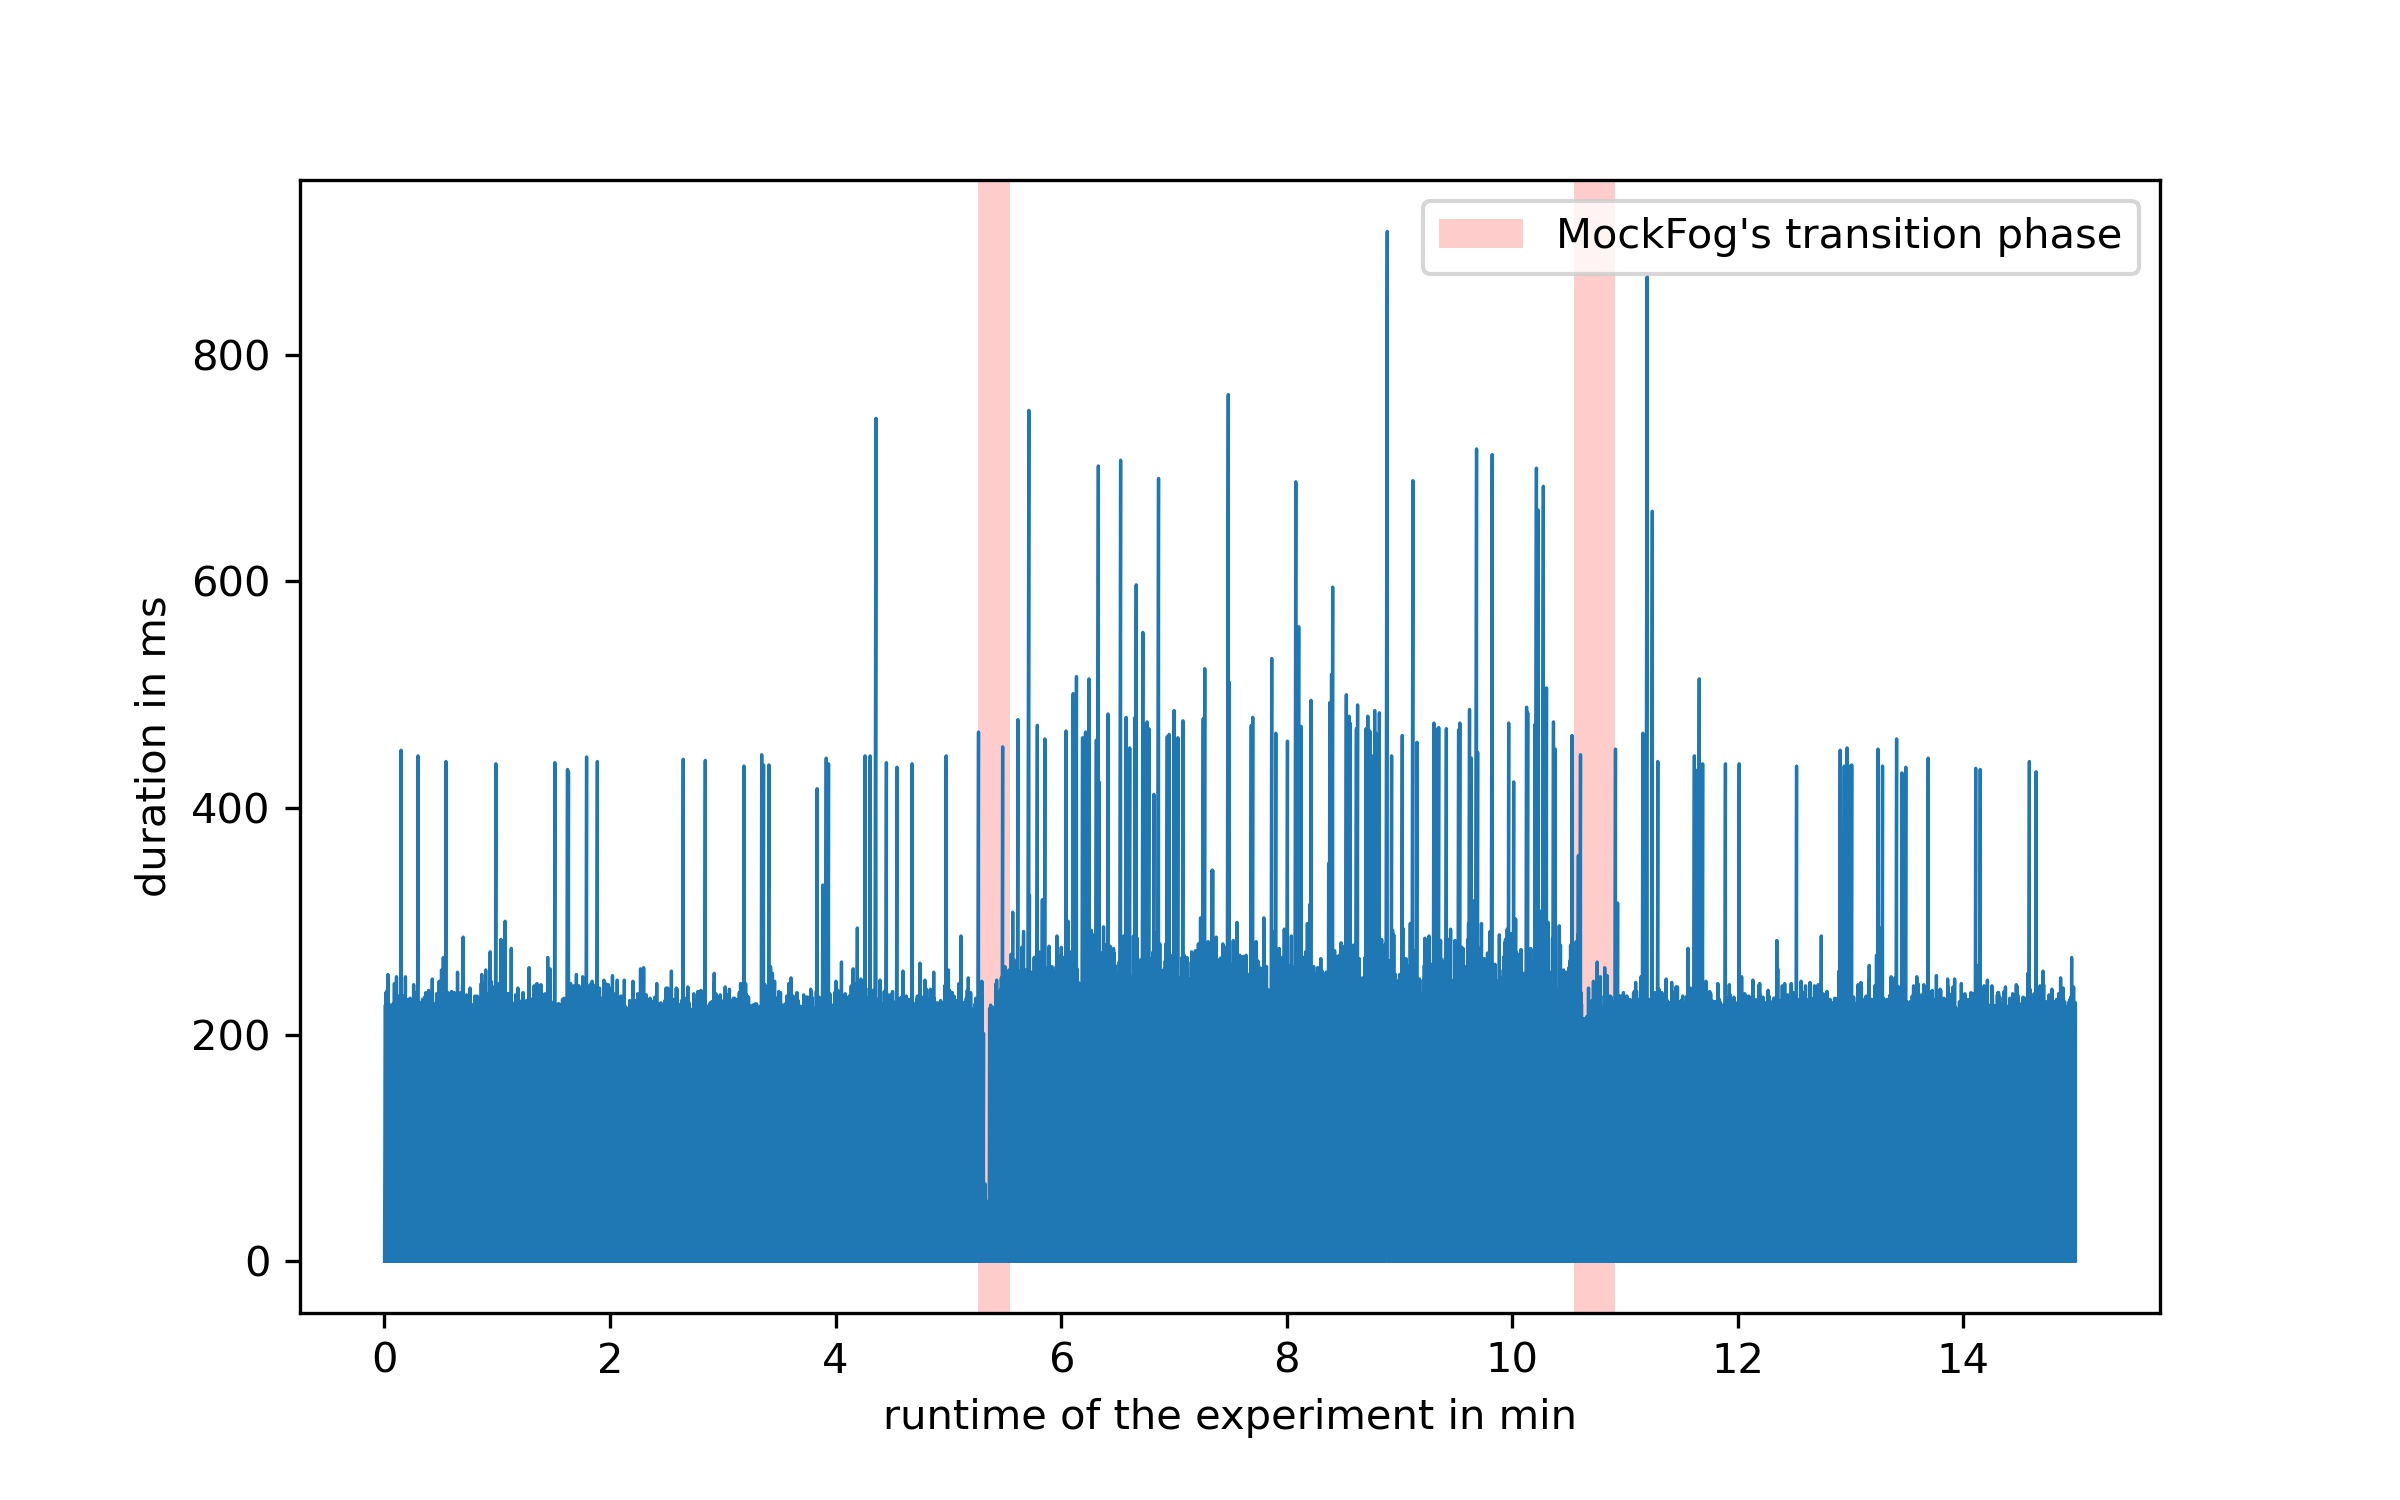 MockFog's transition phase
800
600
400
200
0
duration in ms
0 2 4 6 8 10 12 14
runtime of the experiment in min